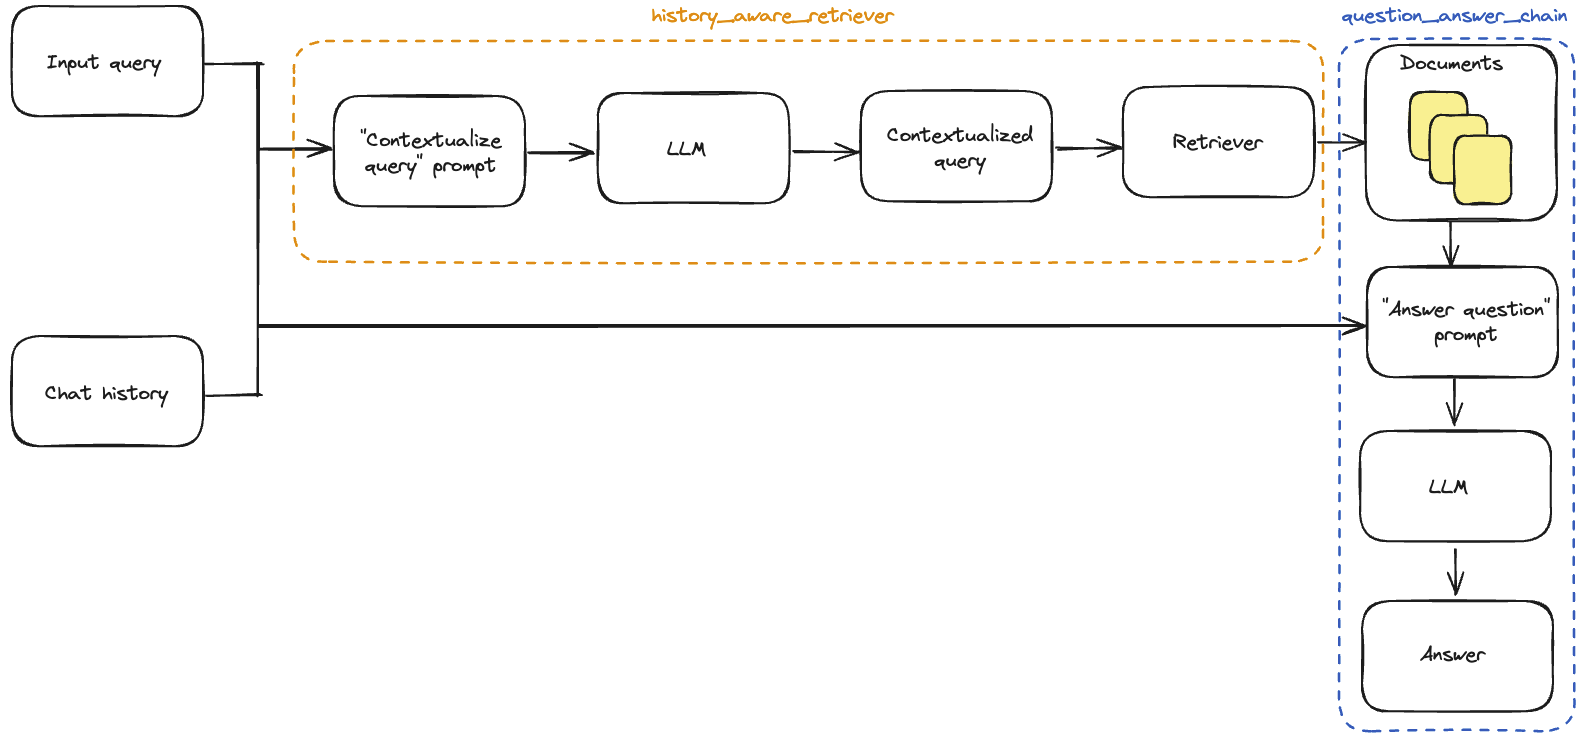 history_aware_retriever
question_answer_chain
Input query
Documents
"Contextualize
query" prompt
LLM
Contextualized
query
Retriever
"Answer question"
prompt
Chat history
LLM
Answer